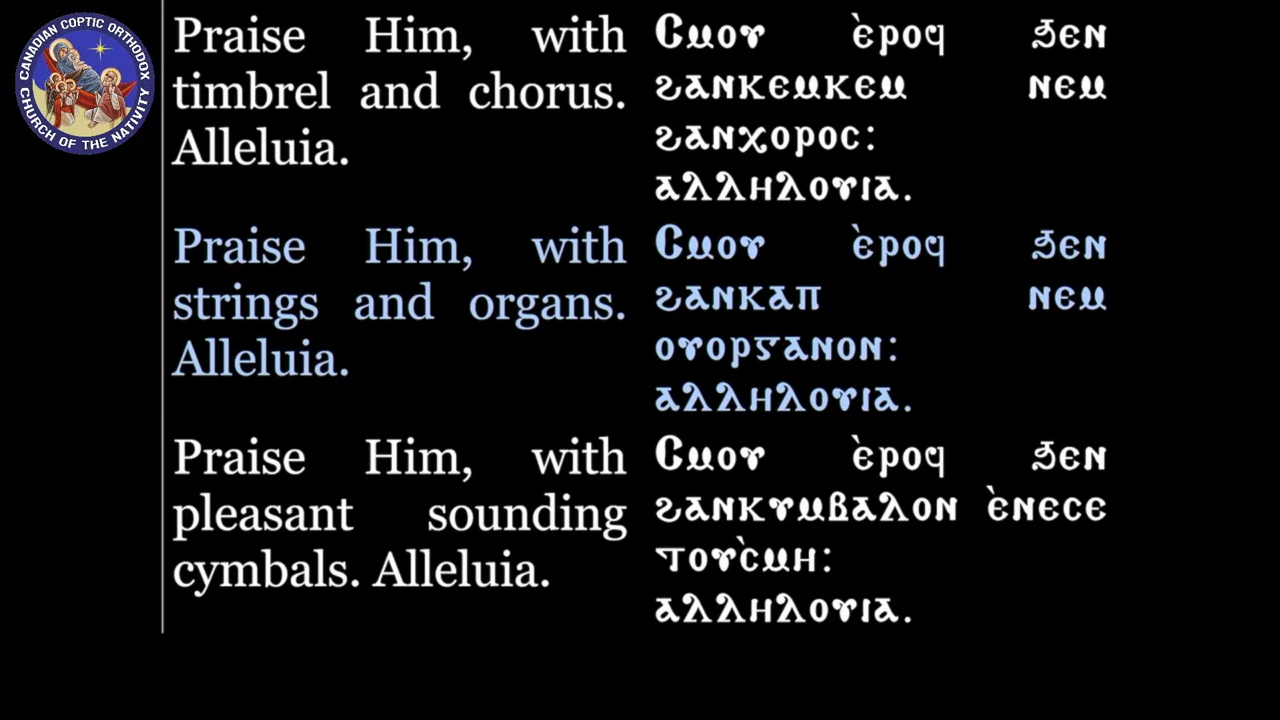 CANADIAN COPTIC ORTHODOX
CHURCH OF THE NATIVITY
Praise Him, with
timbrel and chorus.
Alleluia.
Ⲥⲙⲟⲩ ⲉ̀ⲣⲟϥ ϧⲉⲛ
ϩⲁⲛⲕⲉⲙⲕⲉⲙ ⲛⲉⲙ
ϩⲁⲛⲭⲟⲣⲟⲥ:
ⲁⲗⲗⲏⲗⲟⲩⲓⲁ.
Praise Him, with
strings and organs.
Alleluia.
Ⲥⲙⲟⲩ ⲉ̀ⲣⲟϥ ϧⲉⲛ
ϩⲁⲛⲕⲁⲡ ⲛⲉⲙ
ⲟⲩⲟⲣⲅⲁⲛⲟⲛ:
ⲁⲗⲗⲏⲗⲟⲩⲓⲁ.
Praise Him, with
pleasant sounding
cymbals. Alleluia.
Ⲥⲙⲟⲩ ⲉ̀ⲣⲟϥ ϧⲉⲛ
ϩⲁⲛⲕⲩⲙⲃⲁⲗⲟⲛ ⲉ̀ⲛⲉⲥⲉ
ⲧⲟⲩⲥ̀ⲙⲏ:
ⲁⲗⲗⲏⲗⲟⲩⲓⲁ.